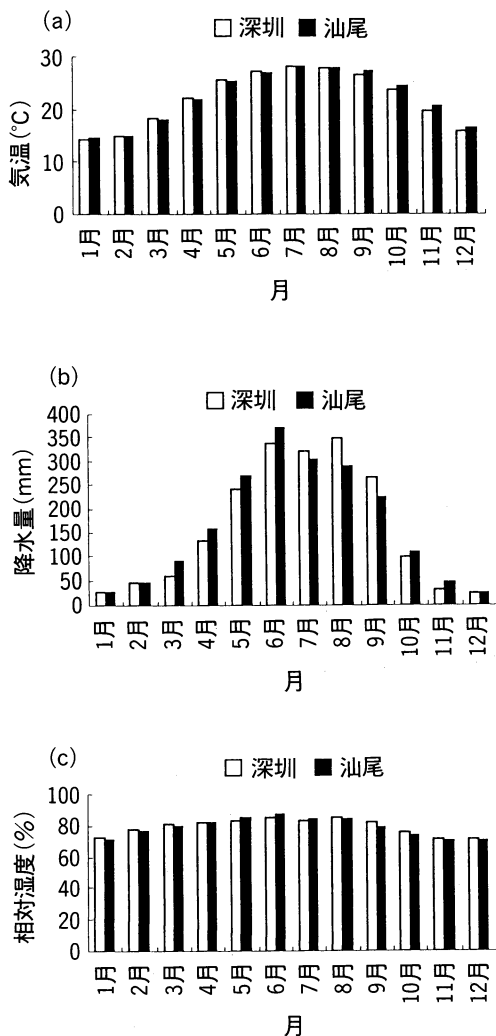 (a)
□ 深圳 ■ 汕尾
気温(℃)
30
20
10
0
1月 2月 3月 4月 5月 6月 7月 8月 9月 10月 11月 12月
月
(b)
□ 深圳 ■ 汕尾
降水量(mm)
400
350
300
250
200
150
100
50
0
1月 2月 3月 4月 5月 6月 7月 8月 9月 10月 11月 12月
月
(c)
□ 深圳 ■ 汕尾
相対湿度(%)
100
80
60
40
20
0
1月 2月 3月 4月 5月 6月 7月 8月 9月 10月 11月 12月
月